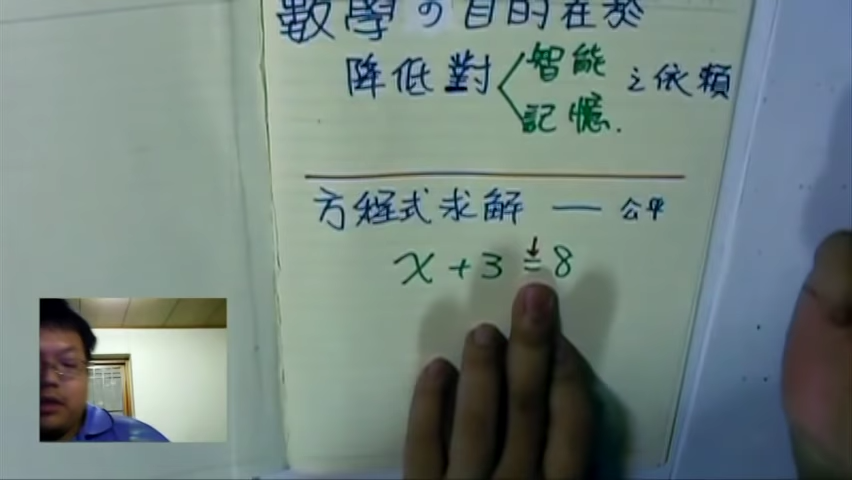 數學の目的在於
降低對
智能
記憶.
之依賴
方程式求解 — 公平
x + 3 = 8